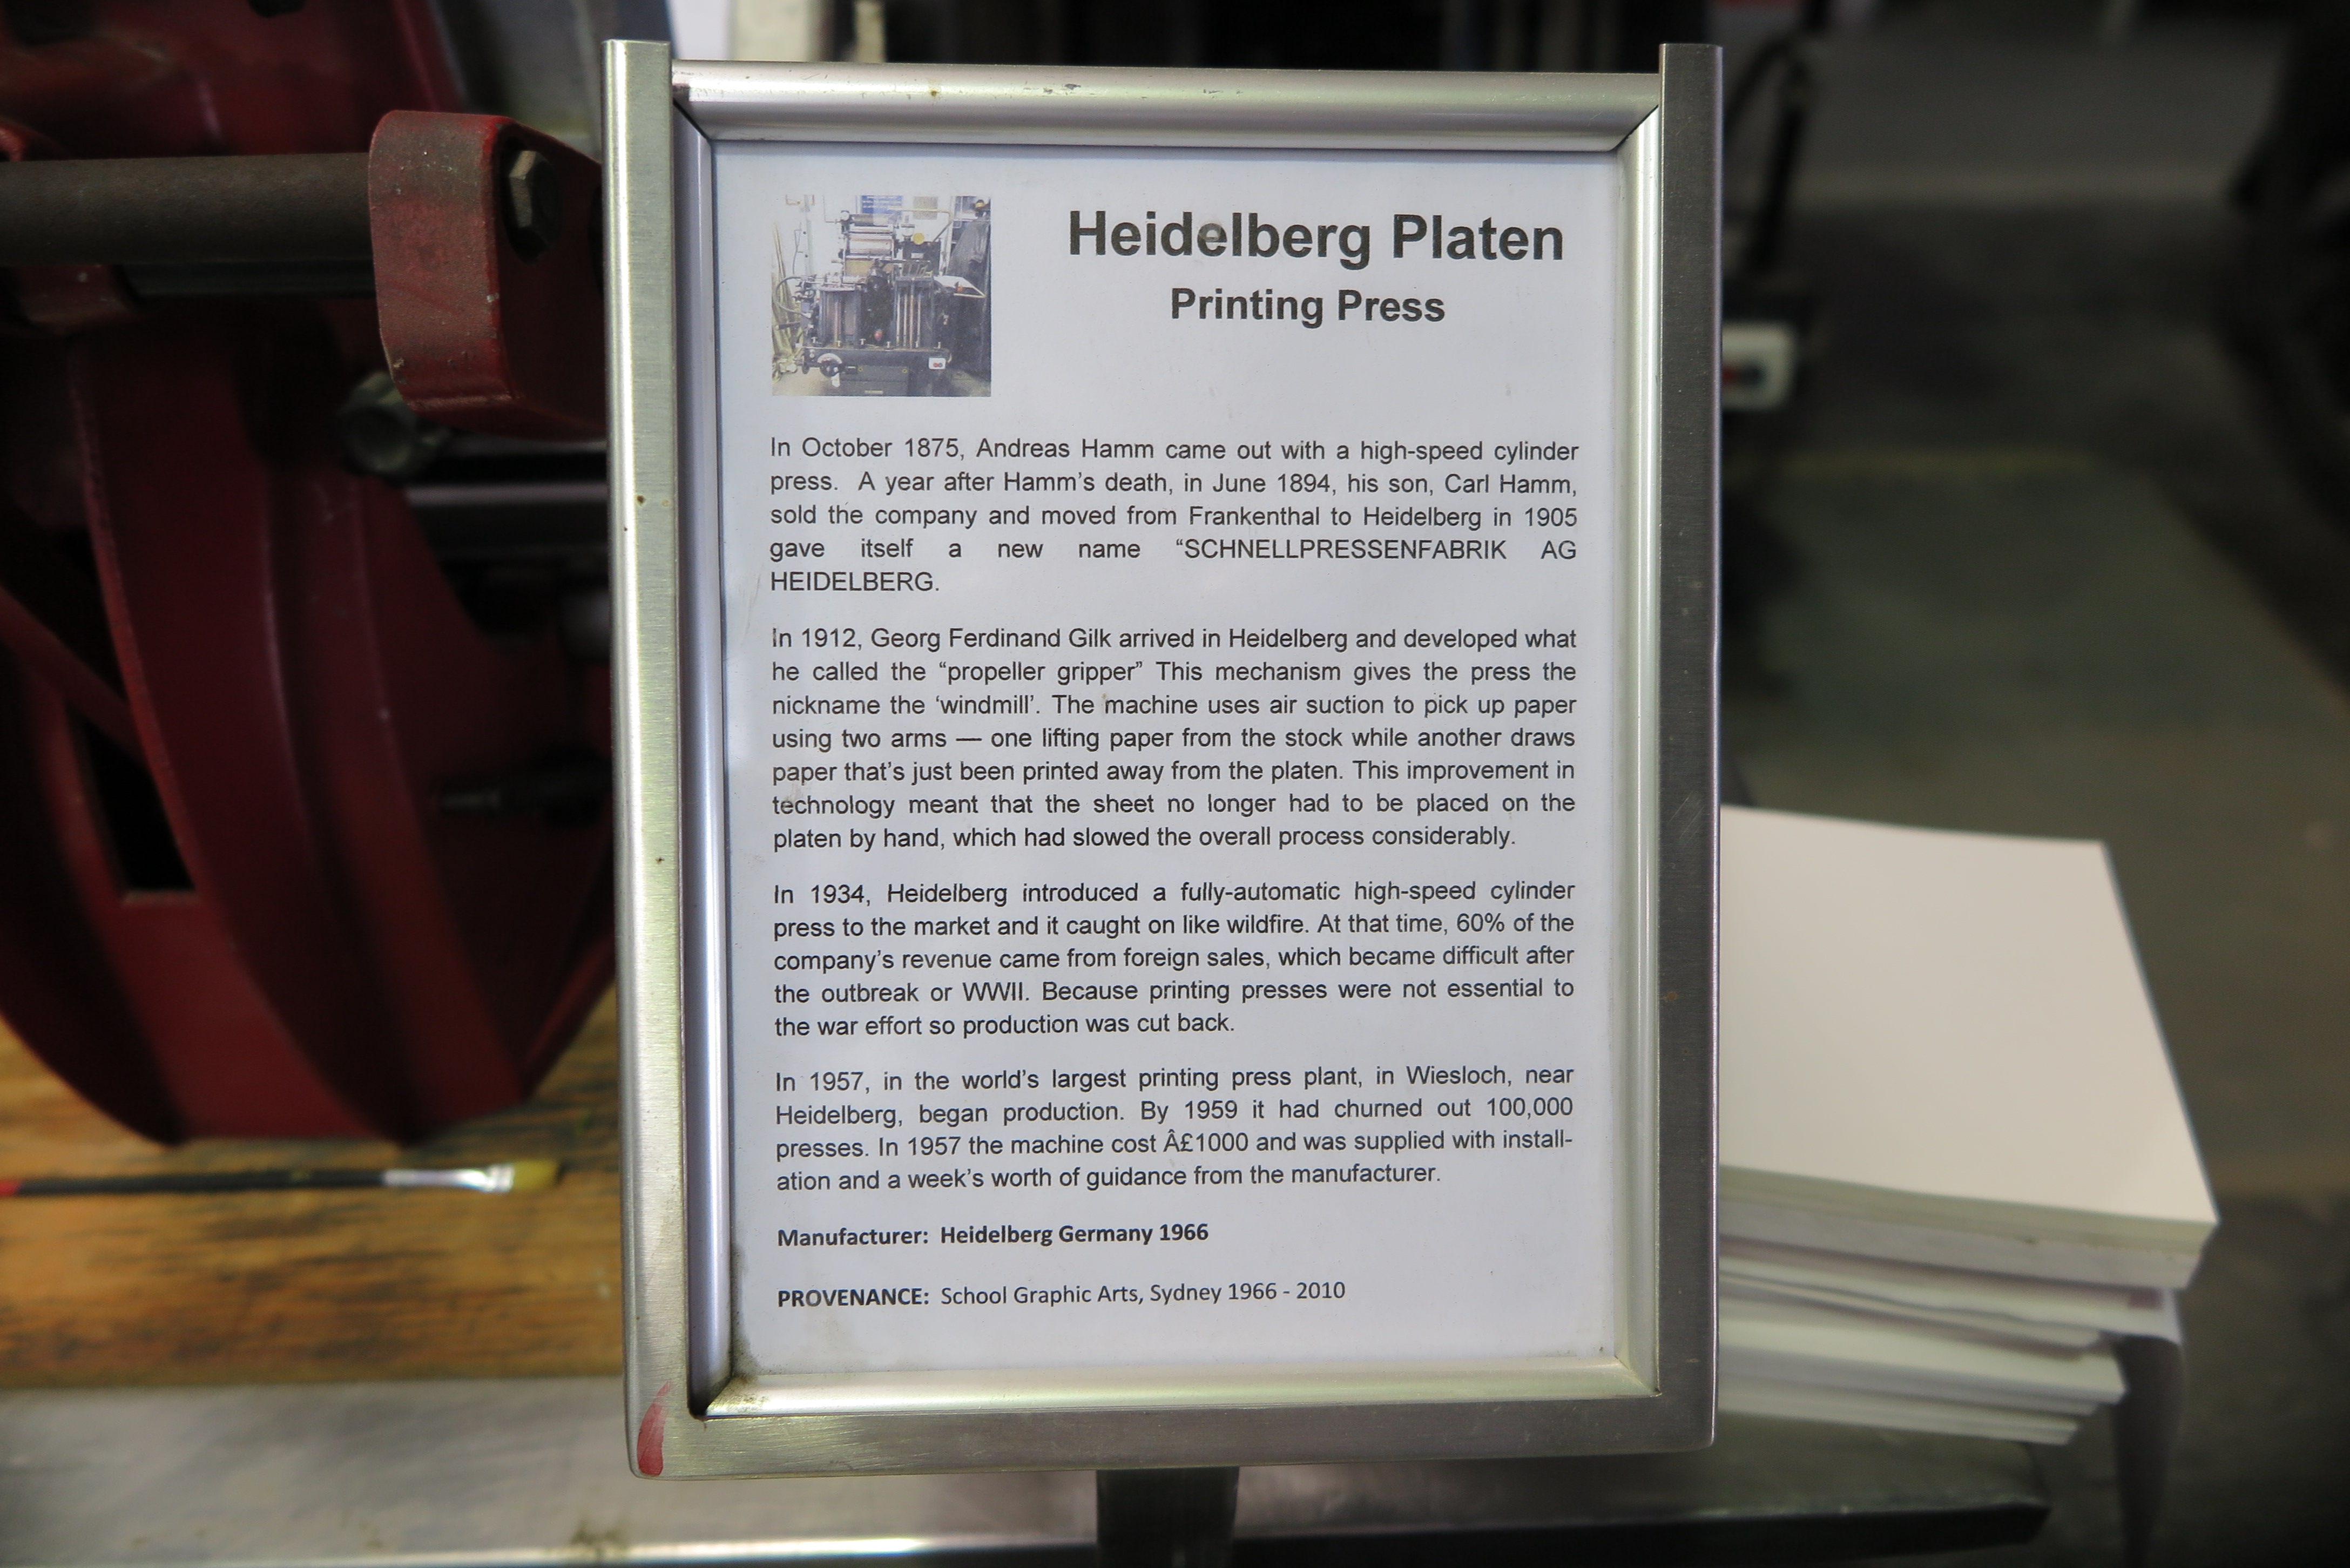 Heidelberg Platen
Printing Press
In October 1875, Andreas Hamm came out with a high-speed cylinder
press.  A year after Hamm's death, in June 1894, his son, Carl Hamm,
sold the company and moved from Frankenthal to Heidelberg in 1905
gave itself a new name “SCHNELLPRESSENFABRIK AG
HEIDELBERG.
In 1912, Georg Ferdinand Gilk arrived in Heidelberg and developed what
he called the “propeller gripper” This mechanism gives the press the
nickname the ‘windmill’. The machine uses air suction to pick up paper
using two arms — one lifting paper from the stock while another draws
paper that’s just been printed away from the platen. This improvement in
technology meant that the sheet no longer had to be placed on the
platen by hand, which had slowed the overall process considerably.
In 1934, Heidelberg introduced a fully-automatic high-speed cylinder
press to the market and it caught on like wildfire. At that time, 60% of the
company’s revenue came from foreign sales, which became difficult after
the outbreak or WWII. Because printing presses were not essential to
the war effort so production was cut back.
In 1957, in the world’s largest printing press plant, in Wiesloch, near
Heidelberg, began production. By 1959 it had churned out 100,000
presses. In 1957 the machine cost Â£1000 and was supplied with install-
ation and a week’s worth of guidance from the manufacturer.
Manufacturer: Heidelberg Germany 1966
PROVENANCE: School Graphic Arts, Sydney 1966 - 2010